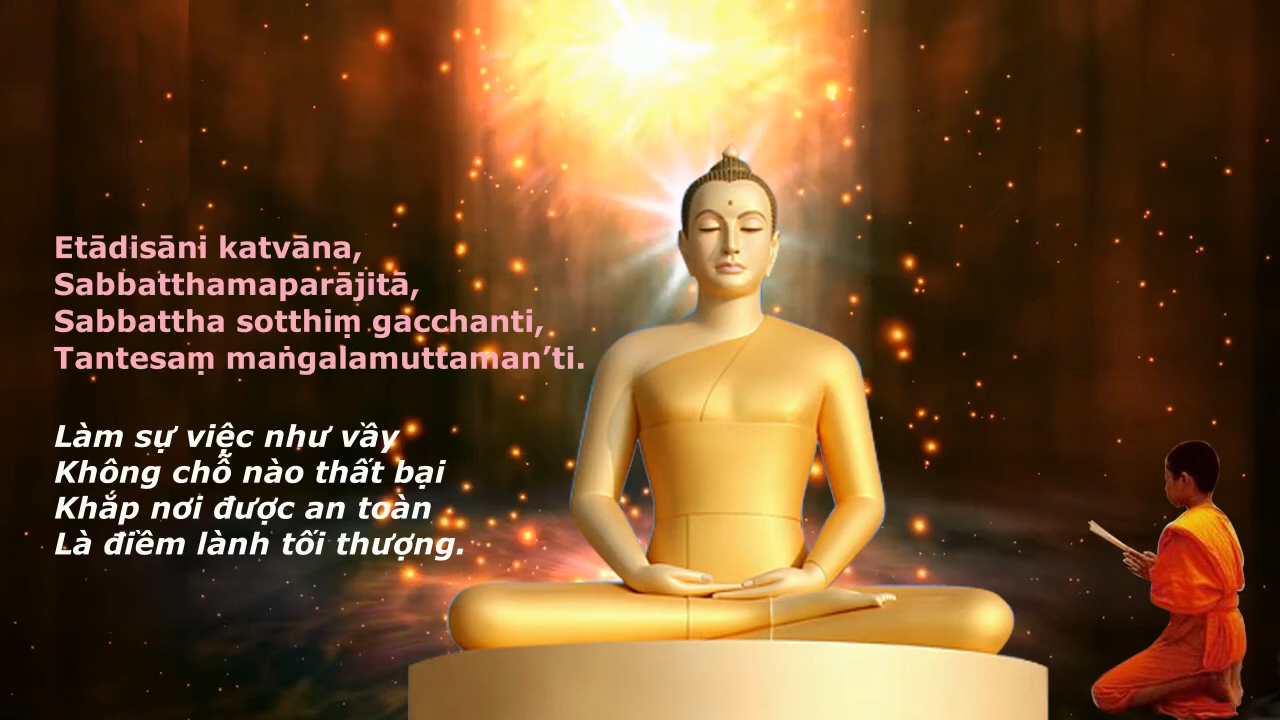 Etādisāni katvāna,
Sabbatthamaparājitā,
Sabbattha sotthiṃ gacchanti,
Tantesaṃ maṅgalamuttaman’ti.
Làm sự việc như vầy
Không chỗ nào thất bại
Khắp nơi được an toàn
Là điềm lành tối thượng.